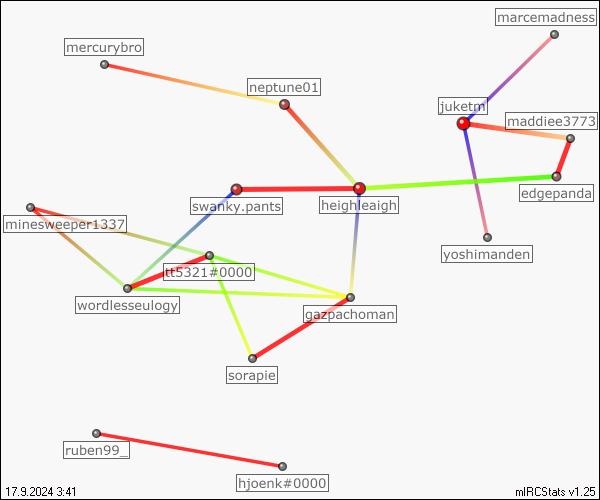 marcemadness
mercurybro
neptune01
juketm
maddiee3773
edgepanda
swanky.pants
heighleaigh
minesweeper1337
yoshimanden
tt5321#0000
wordlesseulogy
gazpachoman
sorapie
ruben99_
hjoenk#0000
17.9.2024 3:41
mIRCStats v1.25